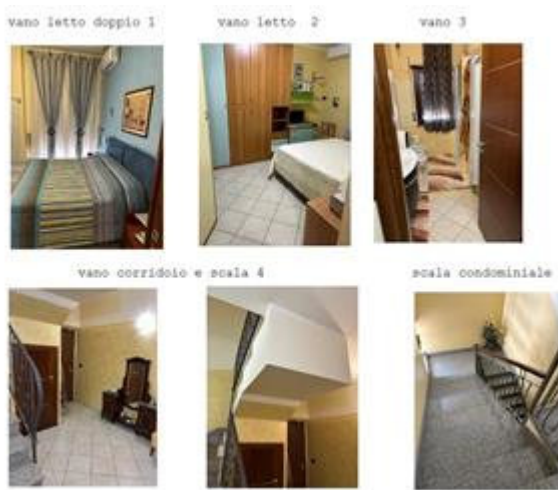 vano letto doppio 1
vano letto 2
vano 3
vano corridoio e scala 4
scala condominiale